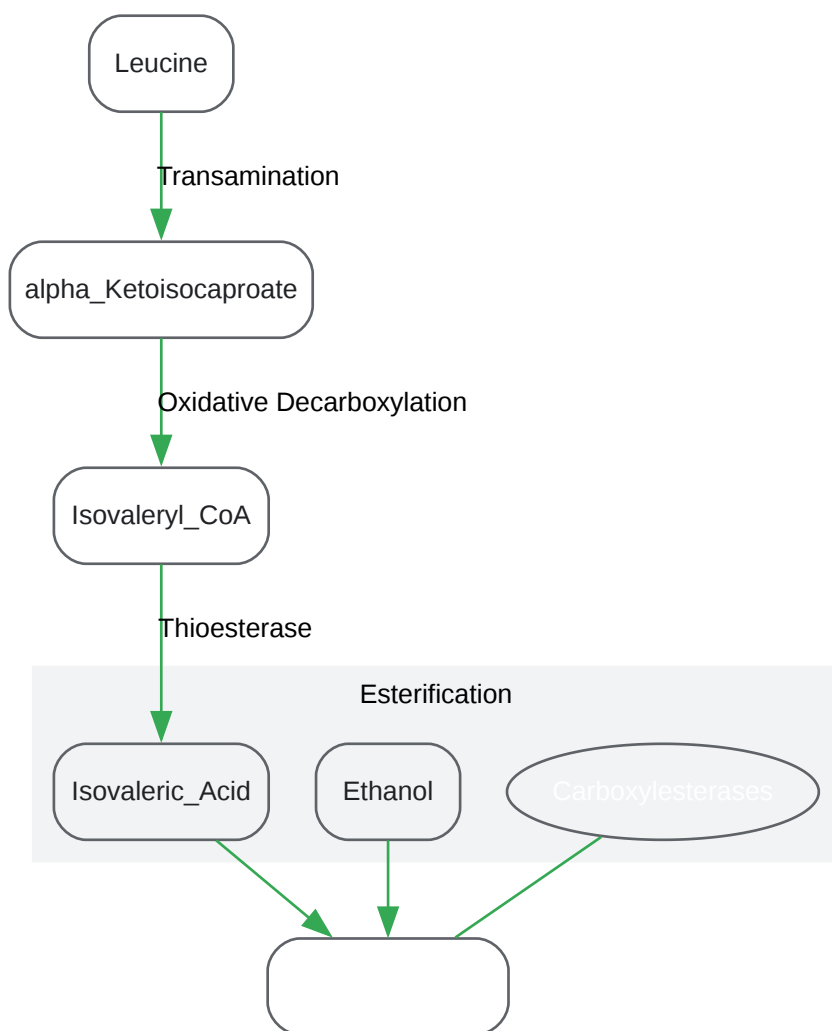 Leucine
Transamination
alpha_Ketoisocaproate
Oxidative Decarboxylation
Isovaleryl_CoA
Thioesterase
Esterification
Isovaleric_Acid
Ethanol
Carboxylesterases